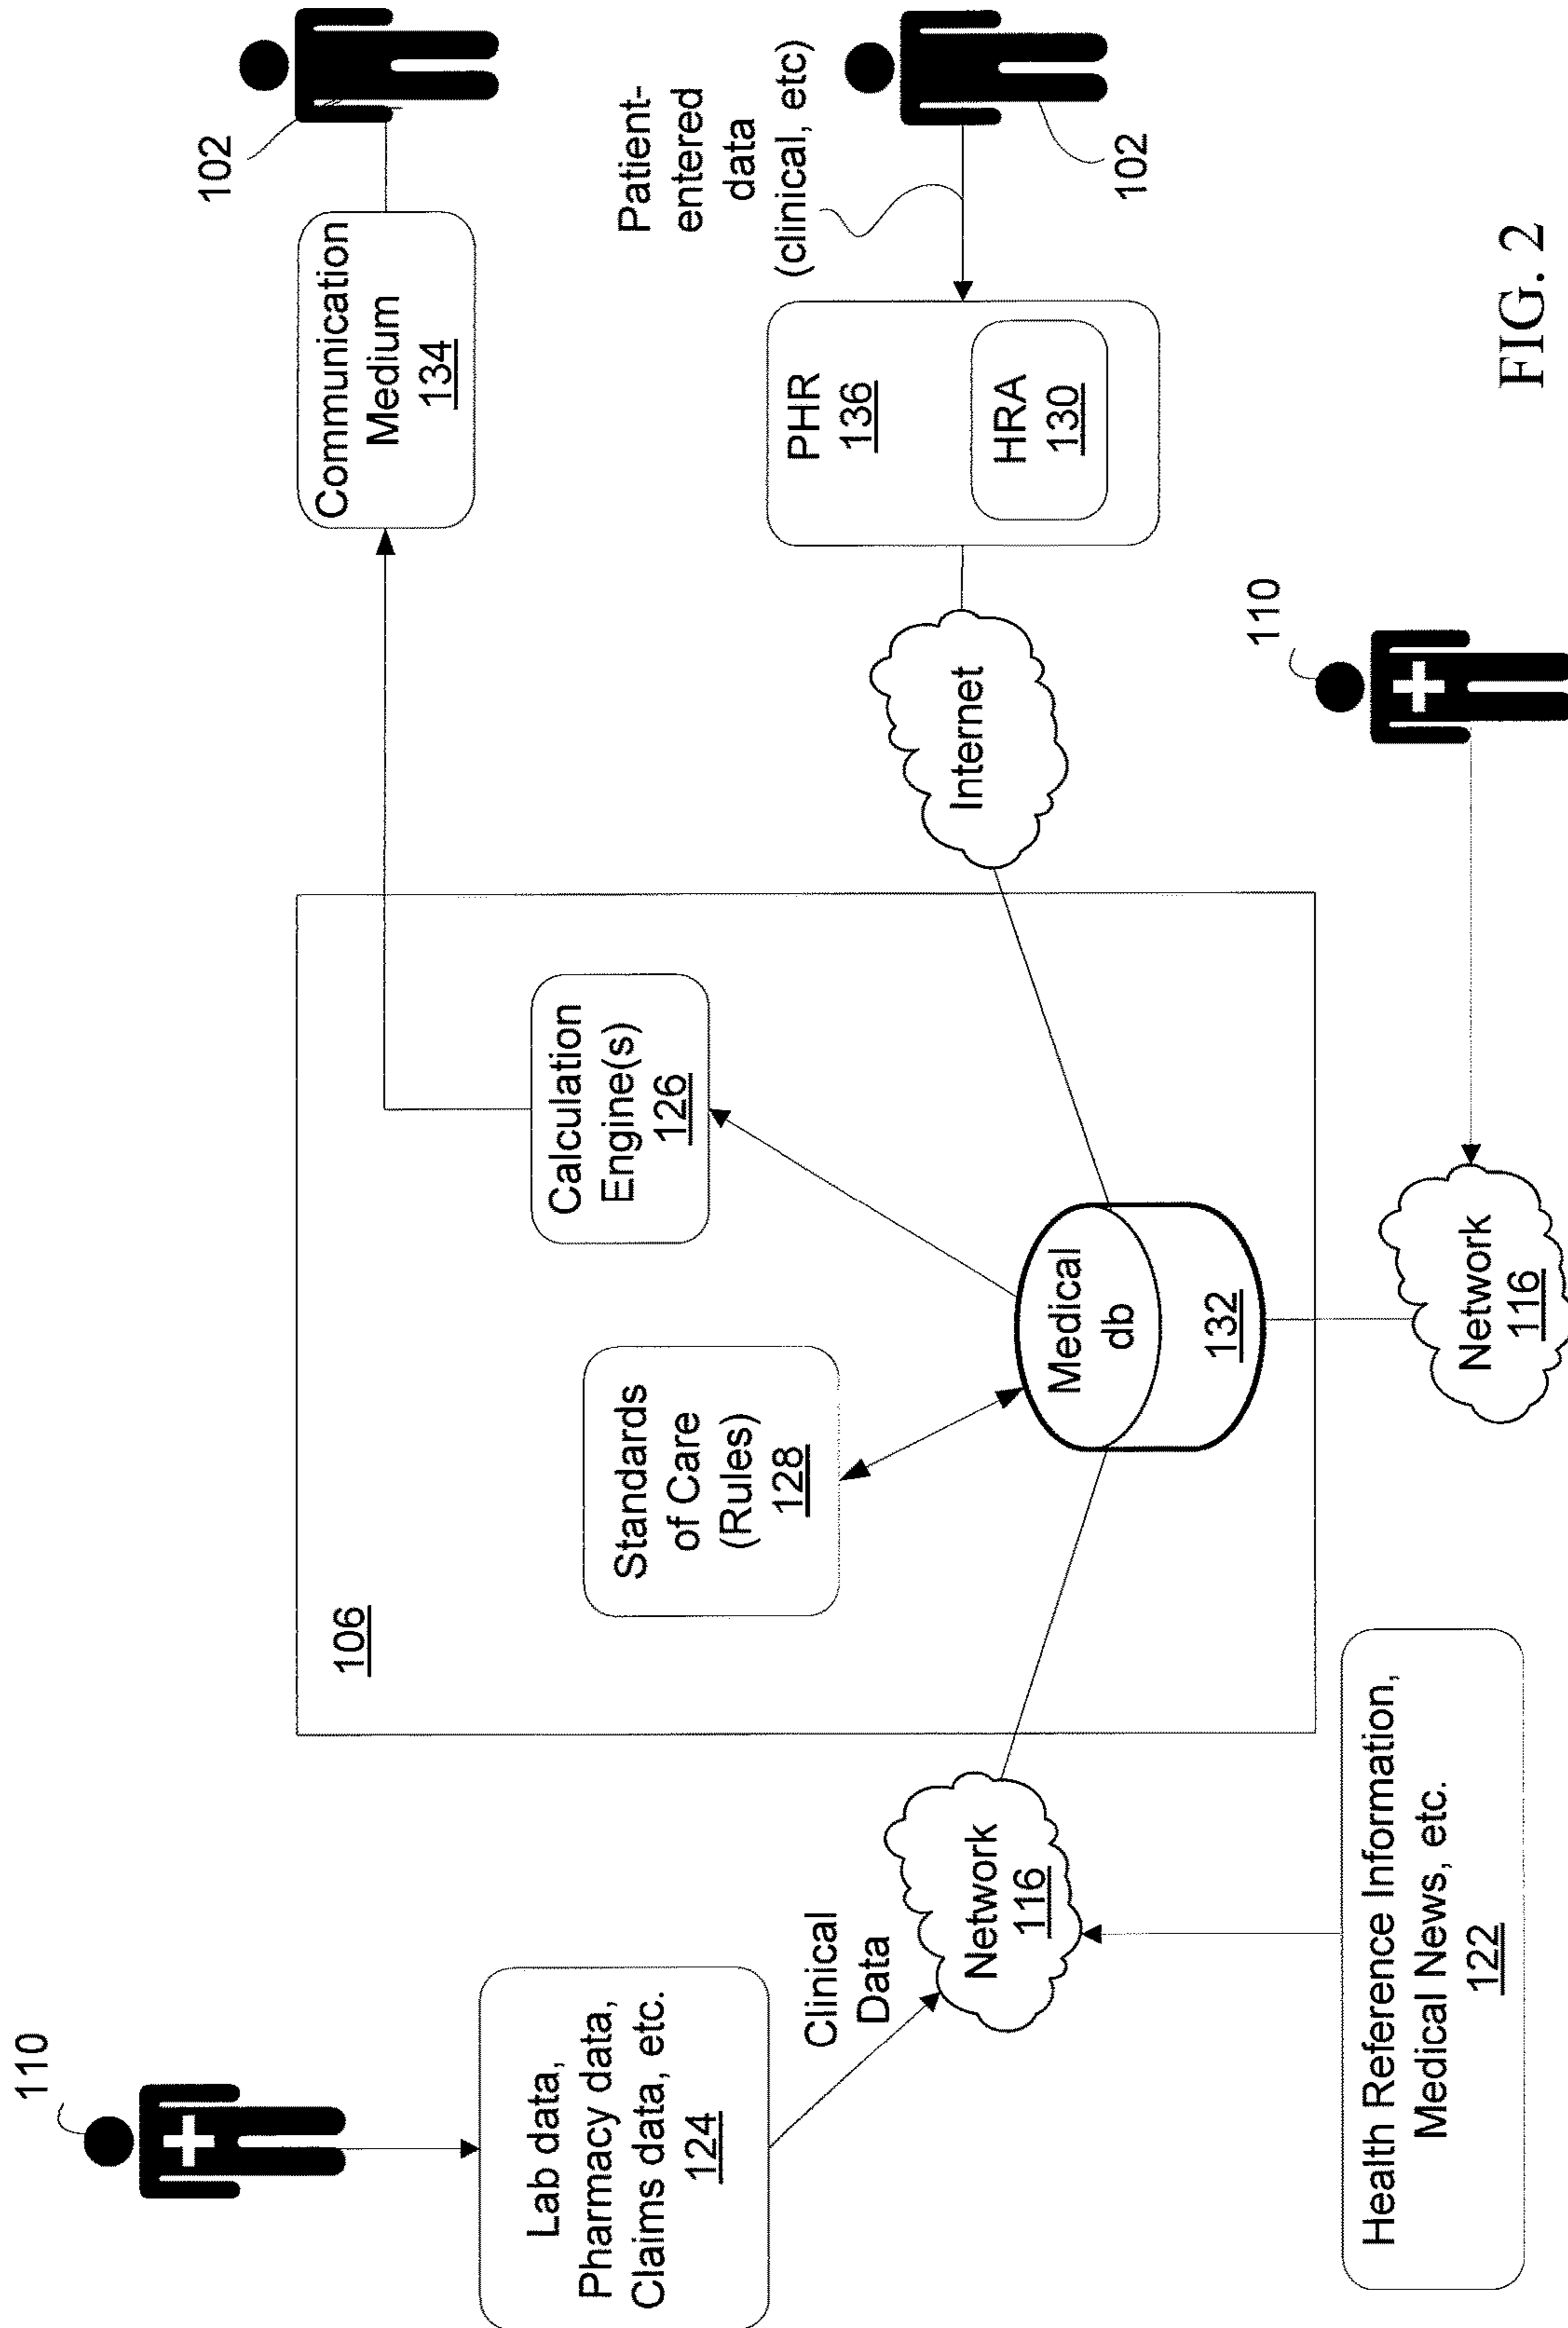 110
Lab data,
Pharmacy data,
Claims data, etc.
124
Clinical
Data
Network
116
Health Reference Information,
Medical News, etc.
122
106
Standards
of Care
(Rules)
128
Calculation
Engine(s)
126
Medical
db
132
Network
116
110
Internet
Communication
Medium
134
102
PHR
136
HRA
130
Patient-
entered
data
(clinical, etc)
102
FIG. 2